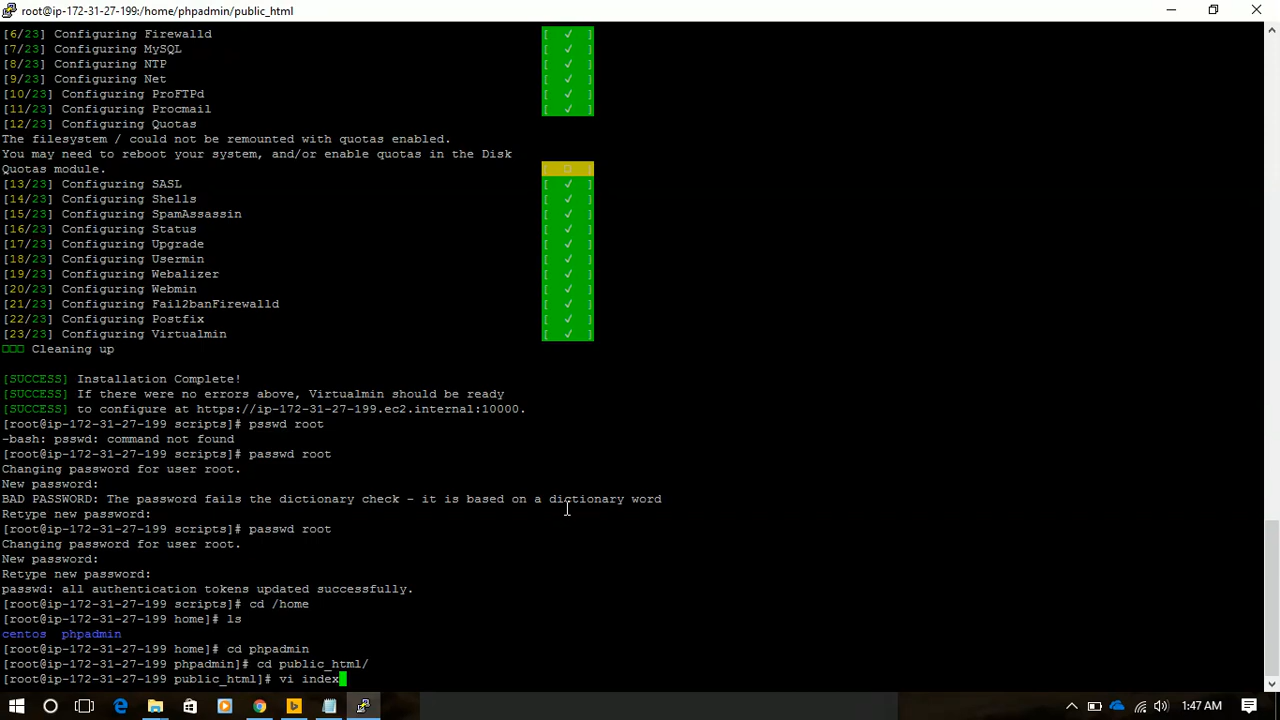 root@ip-172-31-27-199:/home/phpadmin/public_html
[6/23] Configuring Firewalld [ ✓ ]
[7/23] Configuring MySQL [ ✓ ]
[8/23] Configuring NTP [ ✓ ]
[9/23] Configuring Net [ ✓ ]
[10/23] Configuring ProFTPd [ ✓ ]
[11/23] Configuring Procmail [ ✓ ]
[12/23] Configuring Quotas
The filesystem / could not be remounted with quotas enabled.
You may need to reboot your system, and/or enable quotas in the Disk
Quotas module. [ □ ]
[13/23] Configuring SASL [ ✓ ]
[14/23] Configuring Shells [ ✓ ]
[15/23] Configuring SpamAssassin [ ✓ ]
[16/23] Configuring Status [ ✓ ]
[17/23] Configuring Upgrade [ ✓ ]
[18/23] Configuring Usermin [ ✓ ]
[19/23] Configuring Webalizer [ ✓ ]
[20/23] Configuring Webmin [ ✓ ]
[21/23] Configuring Fail2banFirewalld [ ✓ ]
[22/23] Configuring Postfix [ ✓ ]
[23/23] Configuring Virtualmin [ ✓ ]
□□□ Cleaning up
[SUCCESS] Installation Complete!
[SUCCESS] If there were no errors above, Virtualmin should be ready
[SUCCESS] to configure at https://ip-172-31-27-199.ec2.internal:10000.
[root@ip-172-31-27-199 scripts]# psswd root
-bash: psswd: command not found
[root@ip-172-31-27-199 scripts]# passwd root
Changing password for user root.
New password:
BAD PASSWORD: The password fails the dictionary check - it is based on a dictionary word
Retype new password:
[root@ip-172-31-27-199 scripts]# passwd root
Changing password for user root.
New password:
Retype new password:
passwd: all authentication tokens updated successfully.
[root@ip-172-31-27-199 scripts]# cd /home
[root@ip-172-31-27-199 home]# ls
centos phpadmin
[root@ip-172-31-27-199 home]# cd phpadmin
[root@ip-172-31-27-199 phpadmin]# cd public_html/
[root@ip-172-31-27-199 public_html]# vi index
1:47 AM